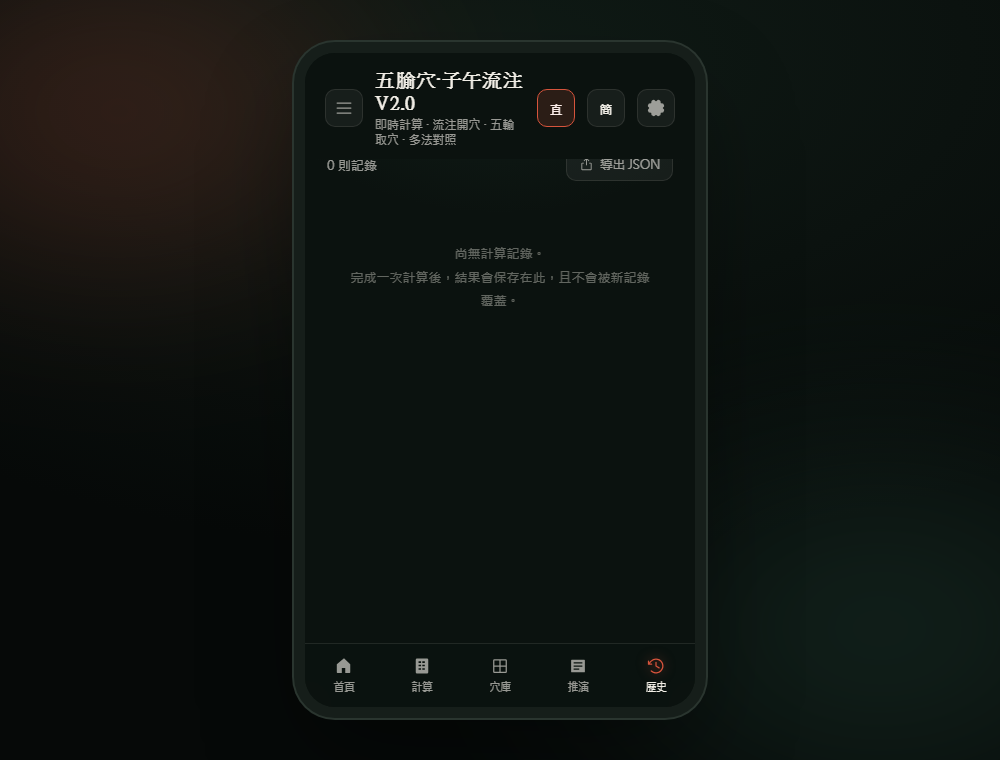 五腧穴·子午流注
V2.0
即時計算 · 流注開穴 · 五輸
取穴 · 多法對照
直
簡
0 則記錄
導出 JSON
尚無計算記錄。
完成一次計算後，結果會保存在此，且不會被新記錄
覆蓋。
首頁
計算
穴庫
推演
歷史